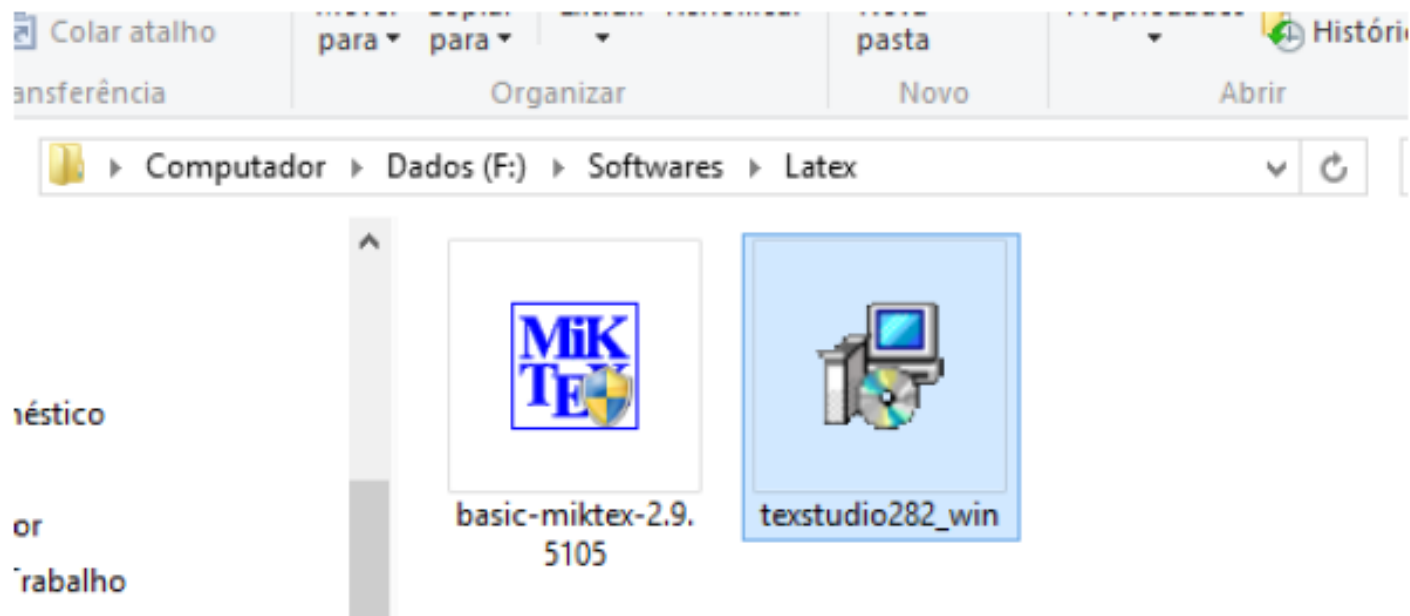 Colar atalho
para
para
pasta
Históri
ansferência
Organizar
Novo
Abrir
Computador
Dados (F:)
Softwares
Latex
MiK
TEX
basic-miktex-2.9.
5105
texstudio282_win
néstico
or
Trabalho